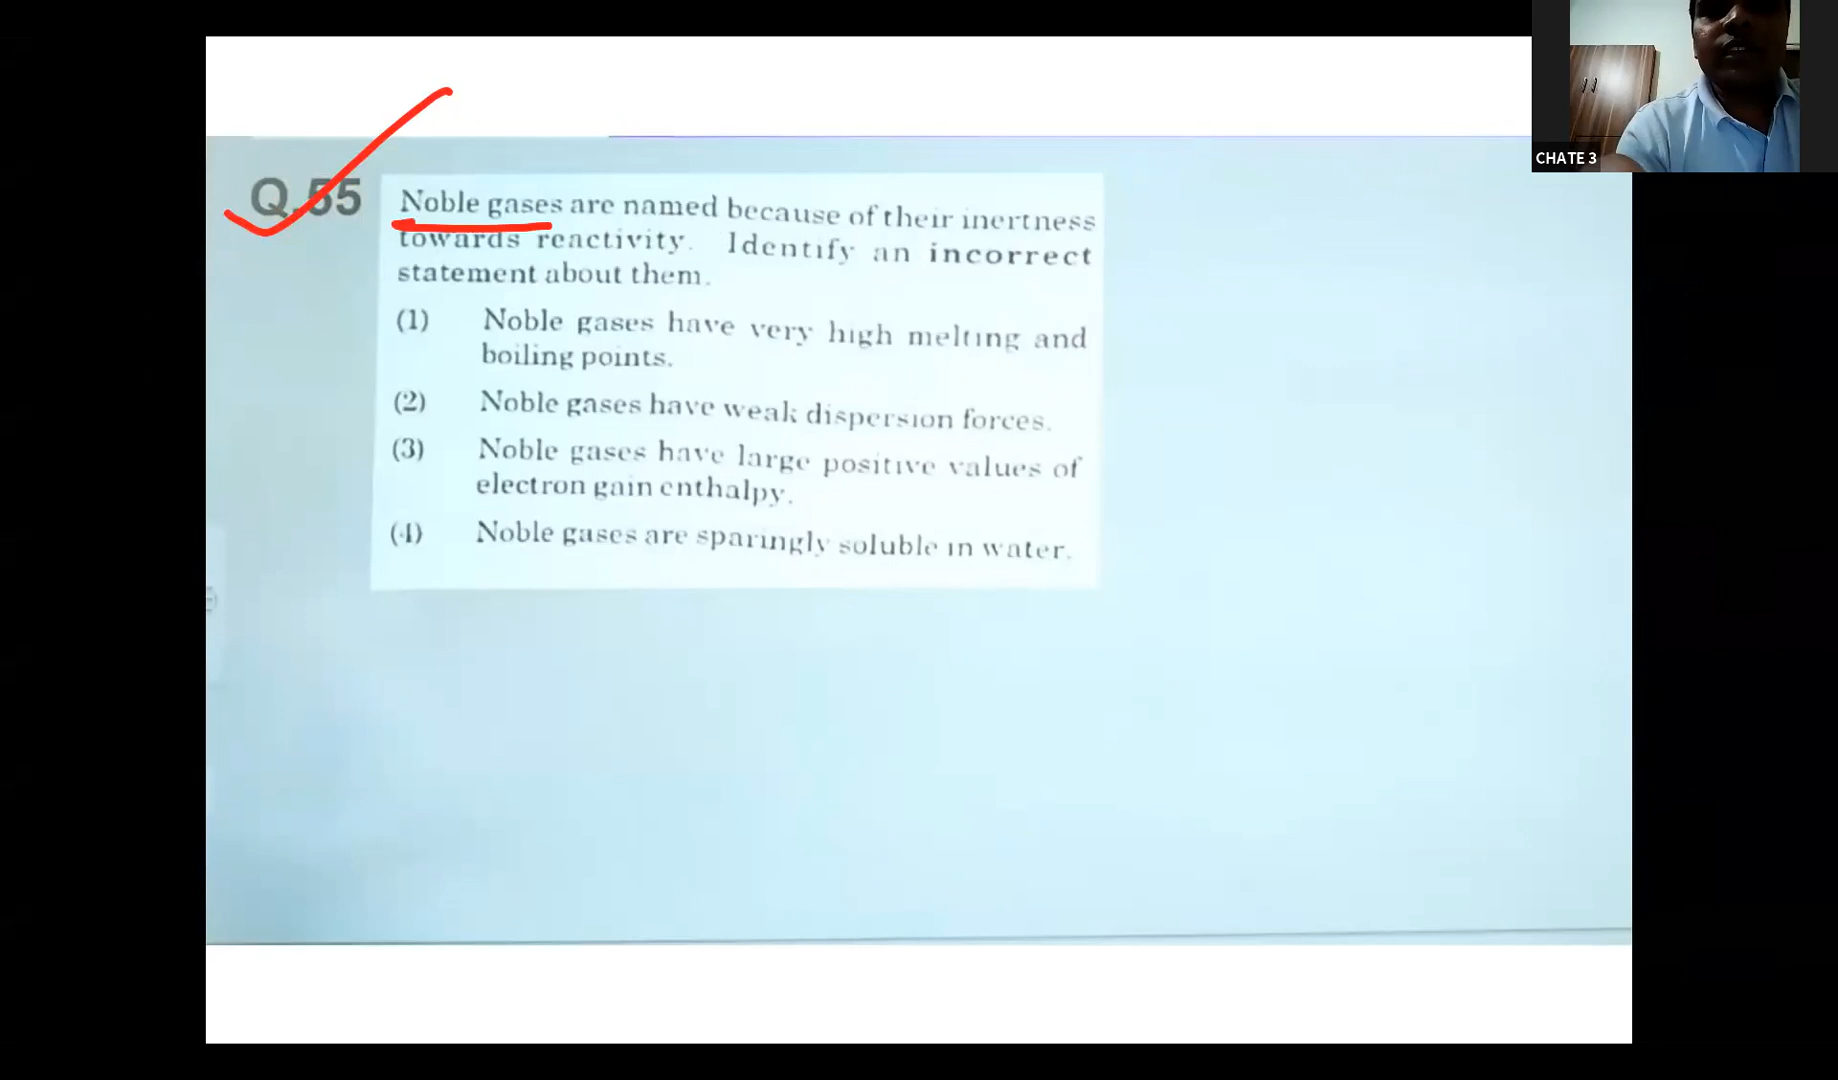 CHATE 3
Q.55
Noble gases are named because of their inertness
towards reactivity. Identify an incorrect
statement about them.
(1) Noble gases have very high melting and
boiling points.
(2) Noble gases have weak dispersion forces.
(3) Noble gases have large positive values of
electron gain enthalpy.
(4) Noble gases are sparingly soluble in water.